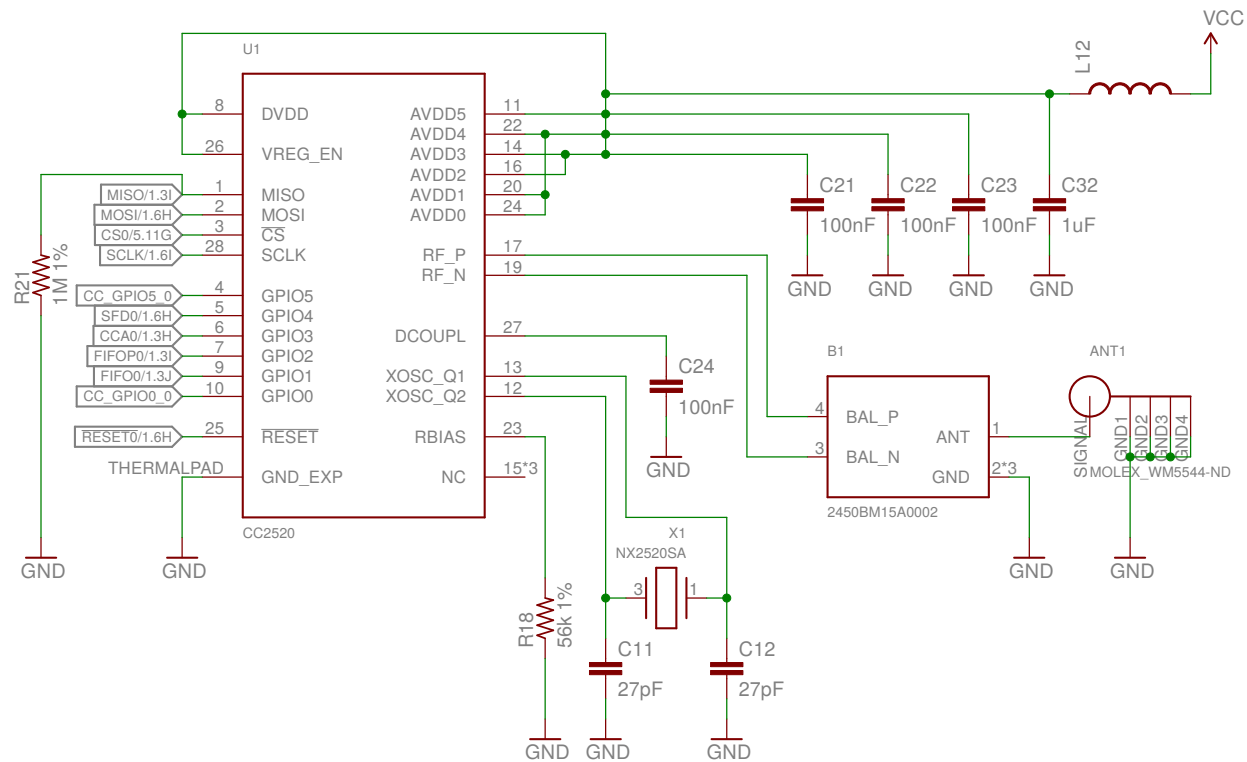 VCC
L12
U1
8 DVDD AVDD5 11
AVDD4 22
26 VREG_EN AVDD3 14
AVDD2 16
MISO/1.3I 1 MISO AVDD1 20
MOSI/1.6H 2 MOSI AVDD0 24
CS0/5.11G 3 CS
SCLK/1.6I 28 SCLK RF_P 17
RF_N 19
C21 C22 C23 C32
100nF 100nF 100nF 1uF
GND GND GND GND
R21
1M 1%
CC_GPIO5_0 4 GPIO5
SFD0/1.6H 5 GPIO4
CCA0/1.3H 6 GPIO3 DCOUPL 27
FIFOP0/1.3I 7 GPIO2
FIFO0/1.3J 9 GPIO1 XOSC_Q1 13
CC_GPIO0_0 10 GPIO0 XOSC_Q2 12
RESET0/1.6H 25 RESET RBIAS 23
THERMALPAD GND_EXP NC 15*3
CC2520
C24
100nF
GND
B1
4 BAL_P
ANT 1
3 BAL_N
GND 2*3
2450BM15A0002
ANT1
SIGNAL
GND1
GND2
GND3
GND4
MOLEX_WM5544-ND
GND GND GND GND
X1
NX2520SA
3 1
R18
56k 1%
C11 C12
27pF 27pF
GND GND GND